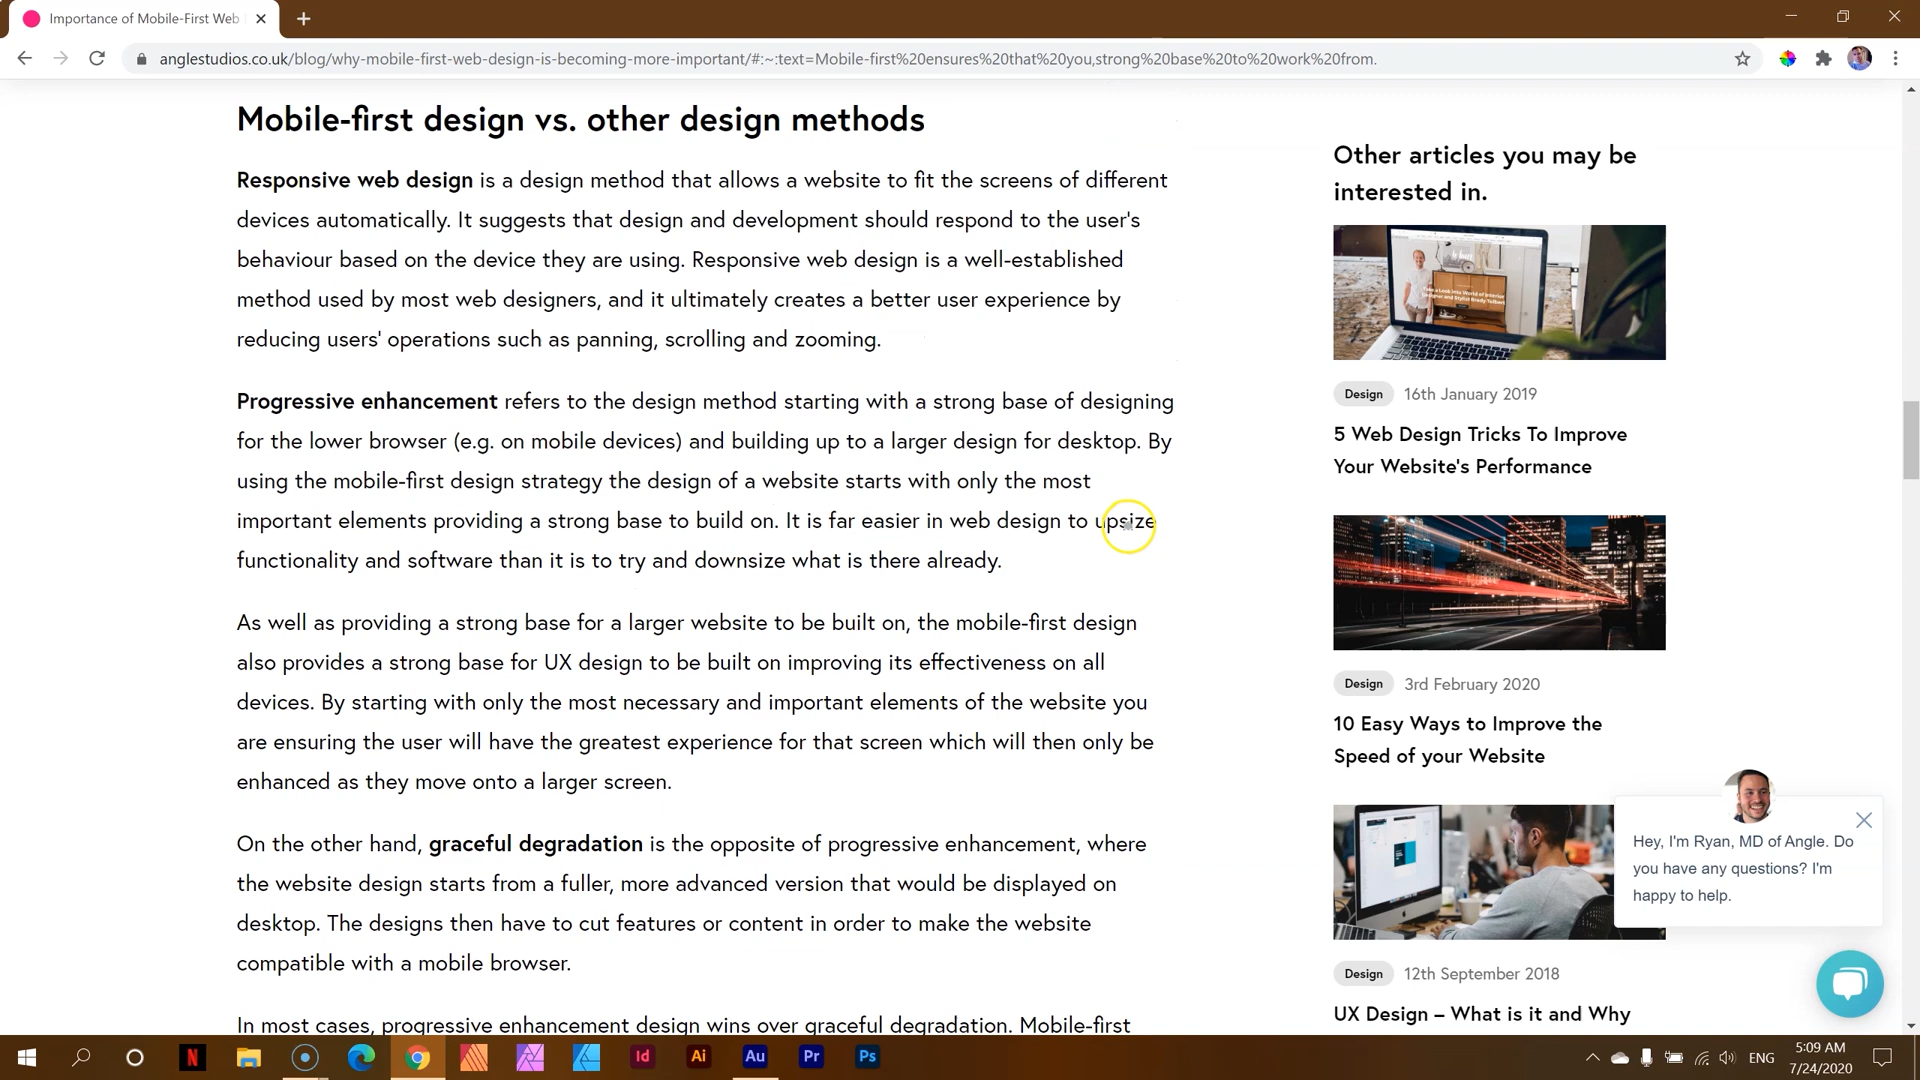 Importance of Mobile-First Web
anglestudios.co.uk/blog/why-mobile-first-web-design-is-becoming-more-important/#:~:text=Mobile-first%20ensures%20that%20you,strong%20base%20to%20work%20from.
Mobile-first design vs. other design methods
Responsive web design is a design method that allows a website to fit the screens of different
devices automatically. It suggests that design and development should respond to the user's
behaviour based on the device they are using. Responsive web design is a well-established
method used by most web designers, and it ultimately creates a better user experience by
reducing users' operations such as panning, scrolling and zooming.
Progressive enhancement refers to the design method starting with a strong base of designing
for the lower browser (e.g. on mobile devices) and building up to a larger design for desktop. By
using the mobile-first design strategy the design of a website starts with only the most
important elements providing a strong base to build on. It is far easier in web design to upsize
functionality and software than it is to try and downsize what is there already.
As well as providing a strong base for a larger website to be built on, the mobile-first design
also provides a strong base for UX design to be built on improving its effectiveness on all
devices. By starting with only the most necessary and important elements of the website you
are ensuring the user will have the greatest experience for that screen which will then only be
enhanced as they move onto a larger screen.
On the other hand, graceful degradation is the opposite of progressive enhancement, where
the website design starts from a fuller, more advanced version that would be displayed on
desktop. The designs then have to cut features or content in order to make the website
compatible with a mobile browser.
In most cases, progressive enhancement design wins over graceful degradation. Mobile-first
Other articles you may be
interested in.
Design 16th January 2019
5 Web Design Tricks To Improve
Your Website's Performance
Design 3rd February 2020
10 Easy Ways to Improve the
Speed of your Website
Hey, I'm Ryan, MD of Angle. Do
you have any questions? I'm
happy to help.
Design 12th September 2018
UX Design – What is it and Why
N
Id
Ai
Au
Pr
Ps
ENG
5:09 AM
7/24/2020